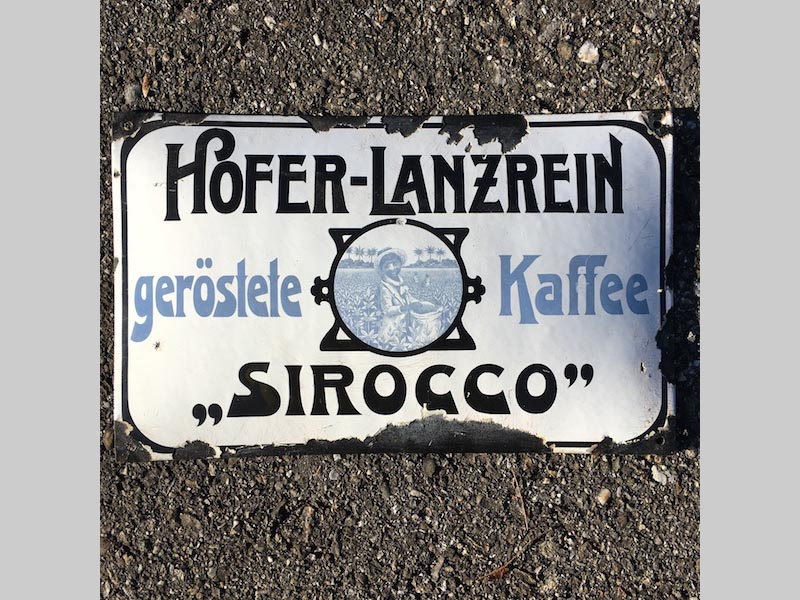 HOFER-LANZREIN
geröstete Kaffee
„SIROCCO”